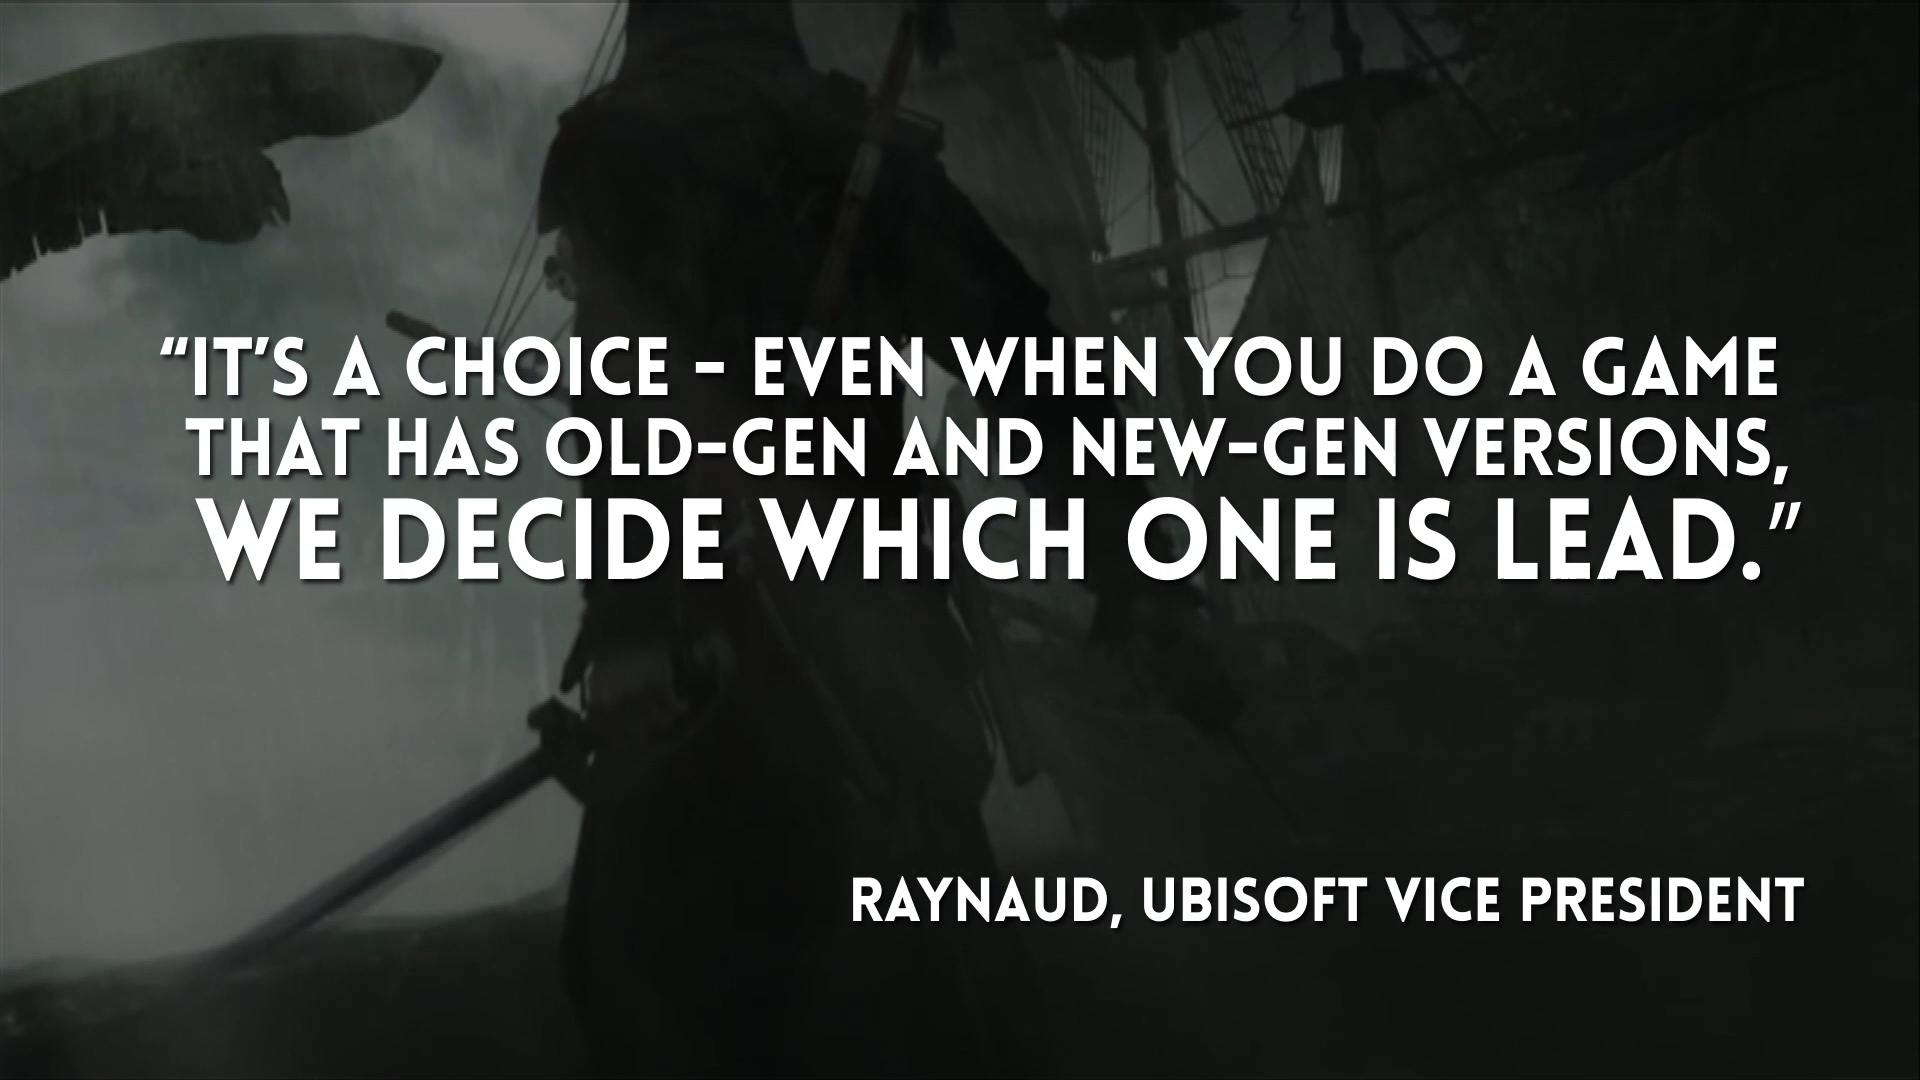 “IT’S A CHOICE - EVEN WHEN YOU DO A GAME
THAT HAS OLD-GEN AND NEW-GEN VERSIONS,
WE DECIDE WHICH ONE IS LEAD.”
RAYNAUD, UBISOFT VICE PRESIDENT